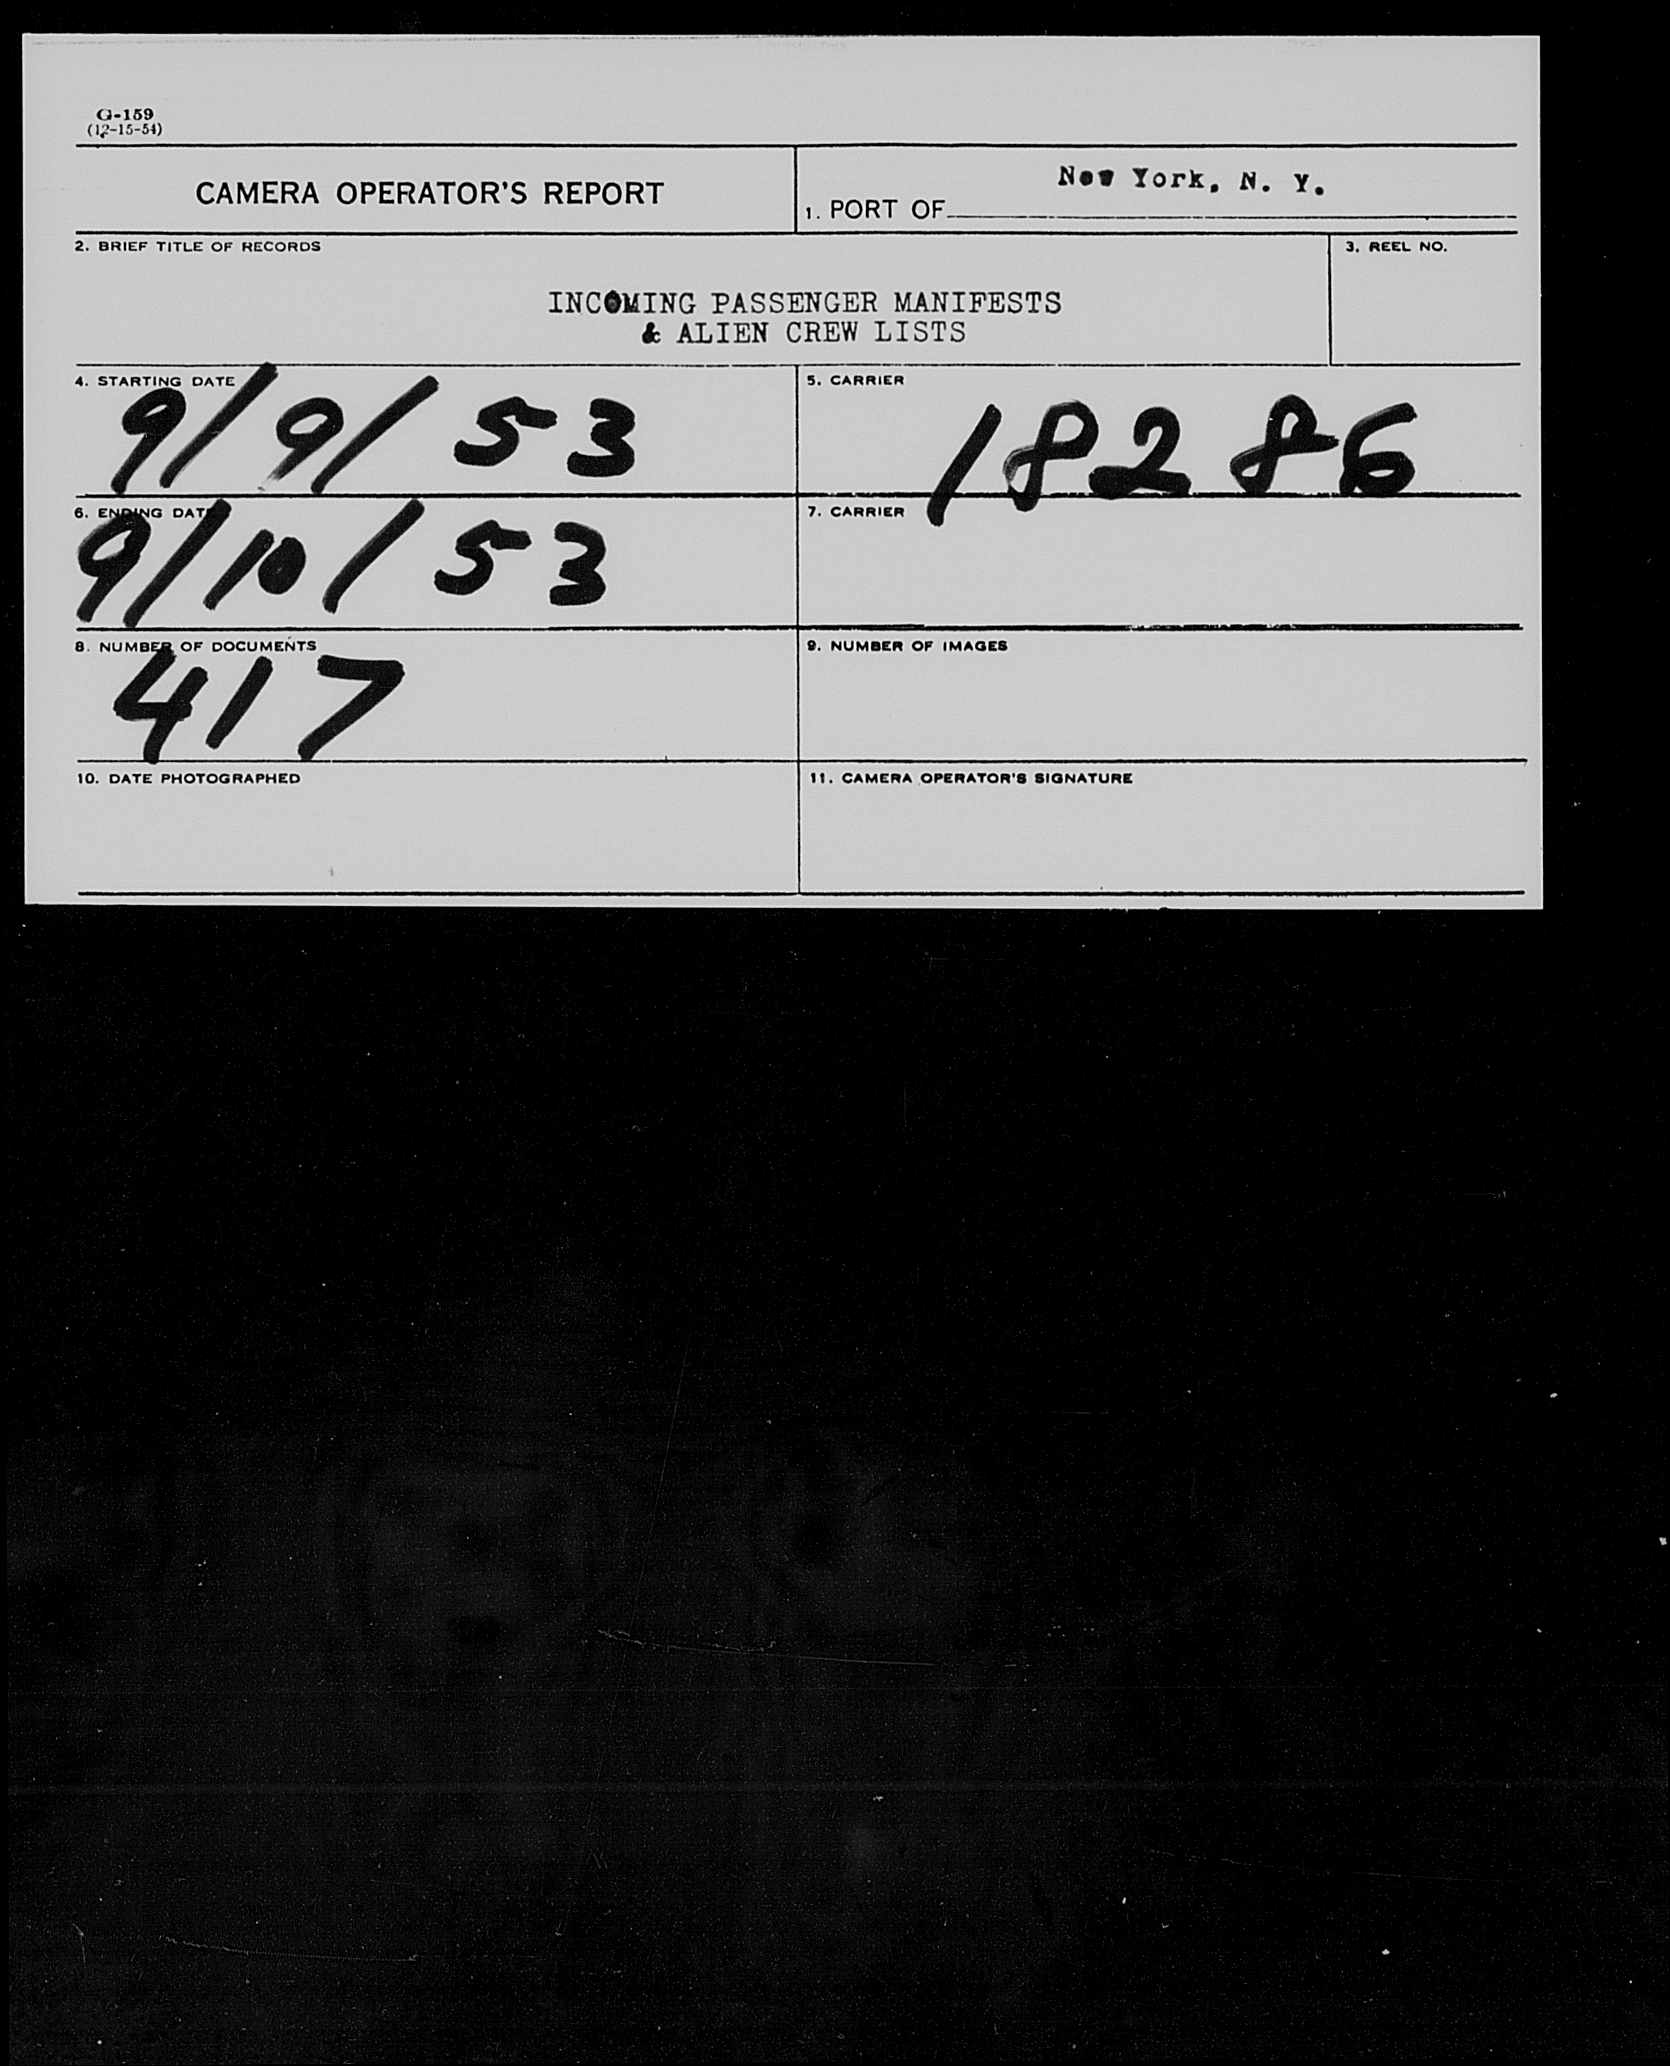 G-159
(12-15-54)
CAMERA OPERATOR'S REPORT
New York, N. Y.
1. PORT OF
2. BRIEF TITLE OF RECORDS
3. REEL NO.
INCOMING PASSENGER MANIFESTS
& ALIEN CREW LISTS
4. STARTING DATE
9/9/53
5. CARRIER
18286
6. ENDING DATE
9/10/53
7. CARRIER
8. NUMBER OF DOCUMENTS
417
9. NUMBER OF IMAGES
10. DATE PHOTOGRAPHED
11. CAMERA OPERATOR'S SIGNATURE